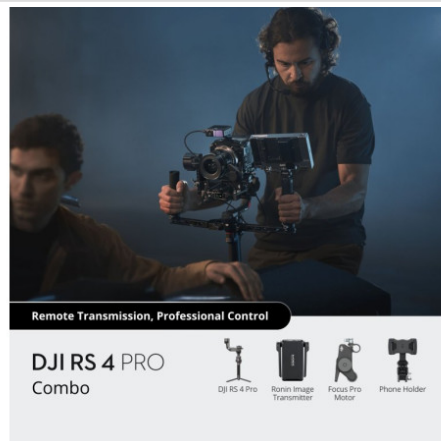 Remote Transmission, Professional Control
DJI RS 4 PRO
Combo
DJI RS 4 Pro
Ronin Image
Transmitter
Focus Pro
Motor
Phone Holder